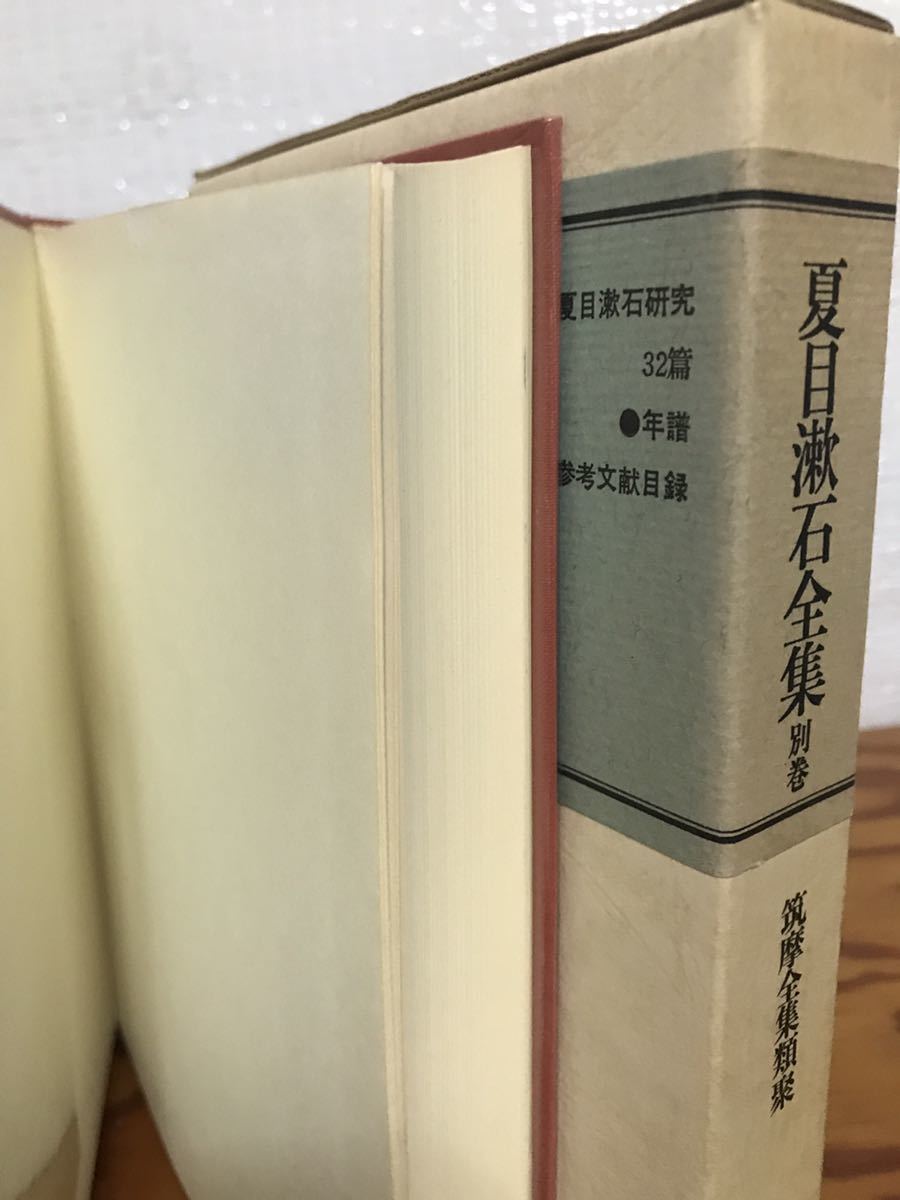 夏目漱石研究
32篇
●年譜
参考文献目録
夏目漱石全集 別巻
筑摩全集類聚